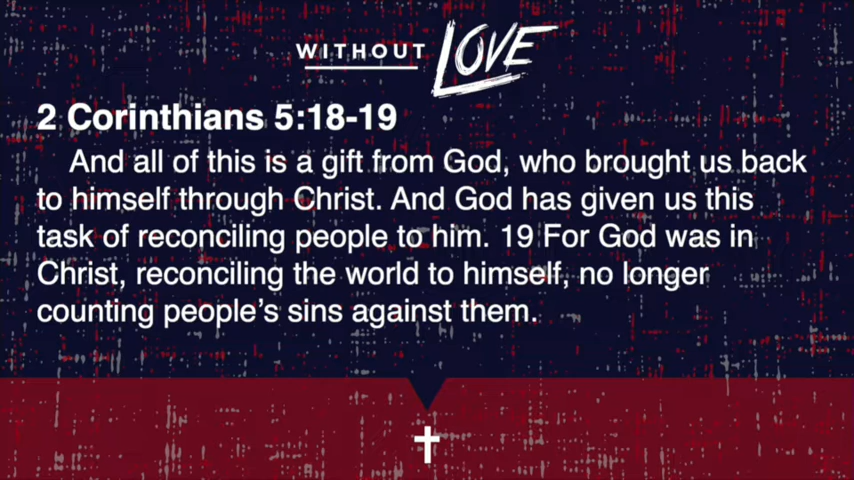 WITHOUT LOVE
2 Corinthians 5:18-19
And all of this is a gift from God, who brought us back
to himself through Christ. And God has given us this
task of reconciling people to him. 19 For God was in
Christ, reconciling the world to himself, no longer
counting people’s sins against them.